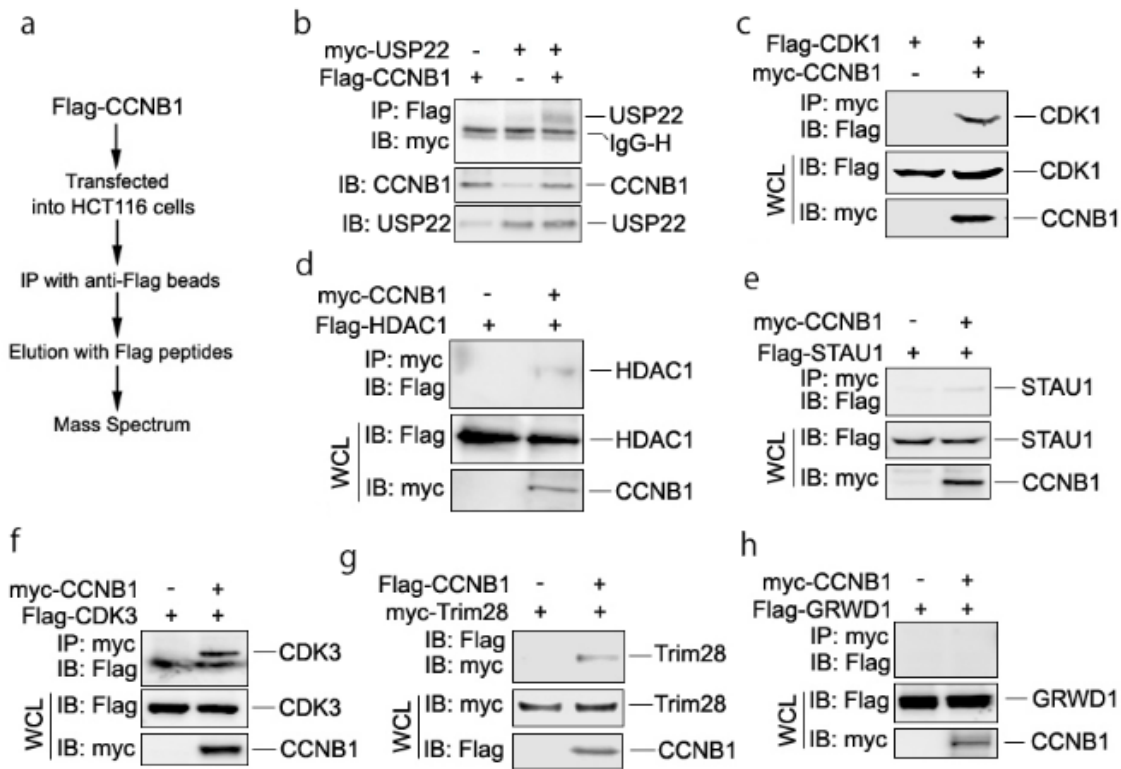 a
Flag-CCNB1
Transfected
into HCT116 cells
IP with anti-Flag beads
Elution with Flag peptides
Mass Spectrum
b
myc-USP22 - + +
Flag-CCNB1 + - +
IP: Flag
IB: myc
USP22
IgG-H
IB: CCNB1 CCNB1
IB: USP22 USP22
c
Flag-CDK1 + +
myc-CCNB1 - +
IP: myc
IB: Flag
CDK1
WCL
IB: Flag CDK1
IB: myc CCNB1
d
myc-CCNB1 - +
Flag-HDAC1 + +
IP: myc
IB: Flag
HDAC1
WCL
IB: Flag HDAC1
IB: myc CCNB1
e
myc-CCNB1 - +
Flag-STAU1 + +
IP: myc
IB: Flag
STAU1
WCL
IB: Flag STAU1
IB: myc CCNB1
f
myc-CCNB1 - +
Flag-CDK3 + +
IP: myc
IB: Flag
CDK3
WCL
IB: Flag CDK3
IB: myc CCNB1
g
Flag-CCNB1 - +
myc-Trim28 + +
IB: Flag
IB: myc
Trim28
WCL
IB: myc Trim28
IB: Flag CCNB1
h
myc-CCNB1 - +
Flag-GRWD1 + +
IP: myc
IB: Flag
WCL
IB: Flag GRWD1
IB: myc CCNB1